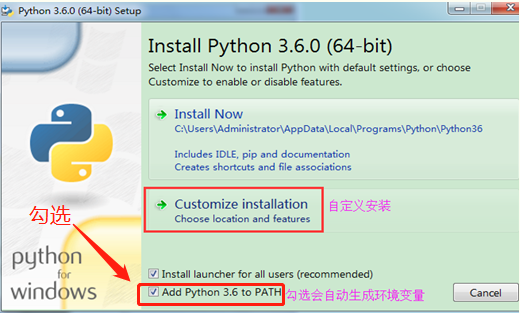 Python 3.6.0 (64-bit) Setup
Install Python 3.6.0 (64-bit)
Select Install Now to install Python with default settings, or choose
Customize to enable or disable features.
Install Now
C:\Users\Administrator\AppData\Local\Programs\Python\Python36
Includes IDLE, pip and documentation
Creates shortcuts and file associations
Customize installation
自定义安装
Choose location and features
勾选
python
for
windows
Install launcher for all users (recommended)
Add Python 3.6 to PATH
勾选会自动生成环境变量
Cancel